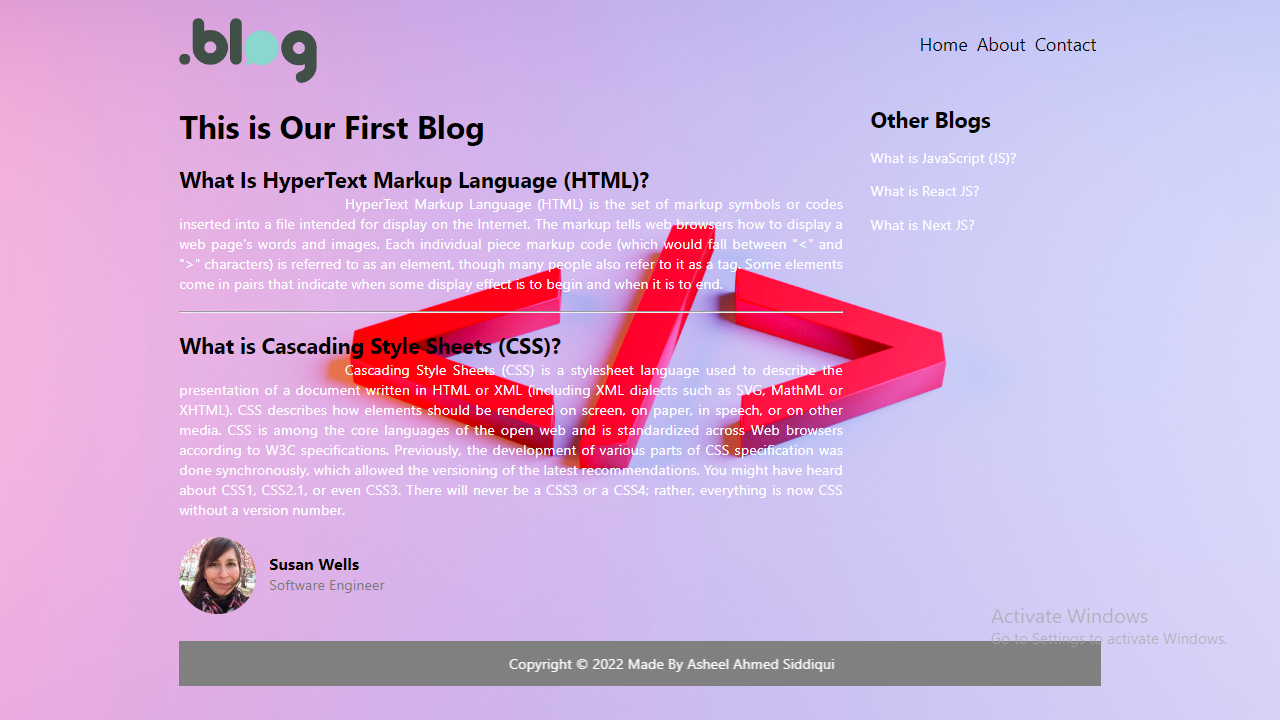 .blog
Home About Contact
This is Our First Blog
What Is HyperText Markup Language (HTML)?
HyperText Markup Language (HTML) is the set of markup symbols or codes
inserted into a file intended for display on the Internet. The markup tells web browsers how to display a
web page's words and images. Each individual piece markup code (which would fall between "<" and
">" characters) is referred to as an element, though many people also refer to it as a tag. Some elements
come in pairs that indicate when some display effect is to begin and when it is to end.
What is Cascading Style Sheets (CSS)?
Cascading Style Sheets (CSS) is a stylesheet language used to describe the
presentation of a document written in HTML or XML (including XML dialects such as SVG, MathML or
XHTML). CSS describes how elements should be rendered on screen, on paper, in speech, or on other
media. CSS is among the core languages of the open web and is standardized across Web browsers
according to W3C specifications. Previously, the development of various parts of CSS specification was
done synchronously, which allowed the versioning of the latest recommendations. You might have heard
about CSS1, CSS2.1, or even CSS3. There will never be a CSS3 or a CSS4; rather, everything is now CSS
without a version number.
Susan Wells
Software Engineer
Other Blogs
What is JavaScript (JS)?
What is React JS?
What is Next JS?
Activate Windows
Go to Settings to activate Windows.
Copyright © 2022 Made By Asheel Ahmed Siddiqui